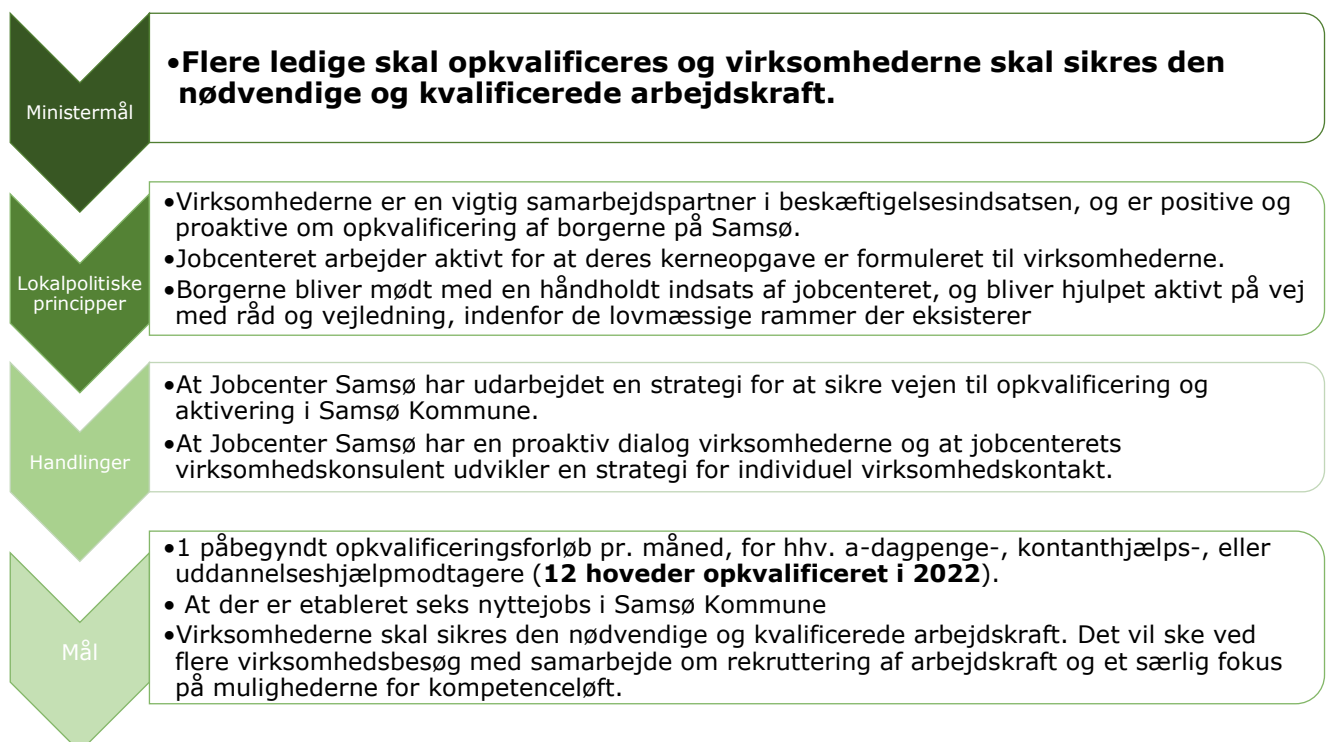 Ministermål
•Flere ledige skal opkvalificeres og virksomhederne skal sikres den
nødvendige og kvalificerede arbejdskraft.
Lokalpolitiske
principper
•Virksomhederne er en vigtig samarbejdspartner i beskæftigelsesindsatsen, og er positive og
proaktive om opkvalificering af borgerne på Samsø.
•Jobcenteret arbejder aktivt for at deres kerneopgave er formuleret til virksomhederne.
•Borgerne bliver mødt med en håndholdt indsats af jobcenteret, og bliver hjulpet aktivt på vej
med råd og vejledning, indenfor de lovmæssige rammer der eksisterer
Handlinger
•At Jobcenter Samsø har udarbejdet en strategi for at sikre vejen til opkvalificering og
aktivering i Samsø Kommune.
•At Jobcenter Samsø har en proaktiv dialog virksomhederne og at jobcenterets
virksomhedskonsulent udvikler en strategi for individuel virksomhedskontakt.
Mål
•1 påbegyndt opkvalificeringsforløb pr. måned, for hhv. a-dagpenge-, kontanthjælps-, eller
uddannelseshjælpmodtagere (12 hoveder opkvalificeret i 2022).
• At der er etableret seks nyttejobs i Samsø Kommune
•Virksomhederne skal sikres den nødvendige og kvalificerede arbejdskraft. Det vil ske ved
flere virksomhedsbesøg med samarbejde om rekruttering af arbejdskraft og et særlig fokus
på mulighederne for kompetenceløft.